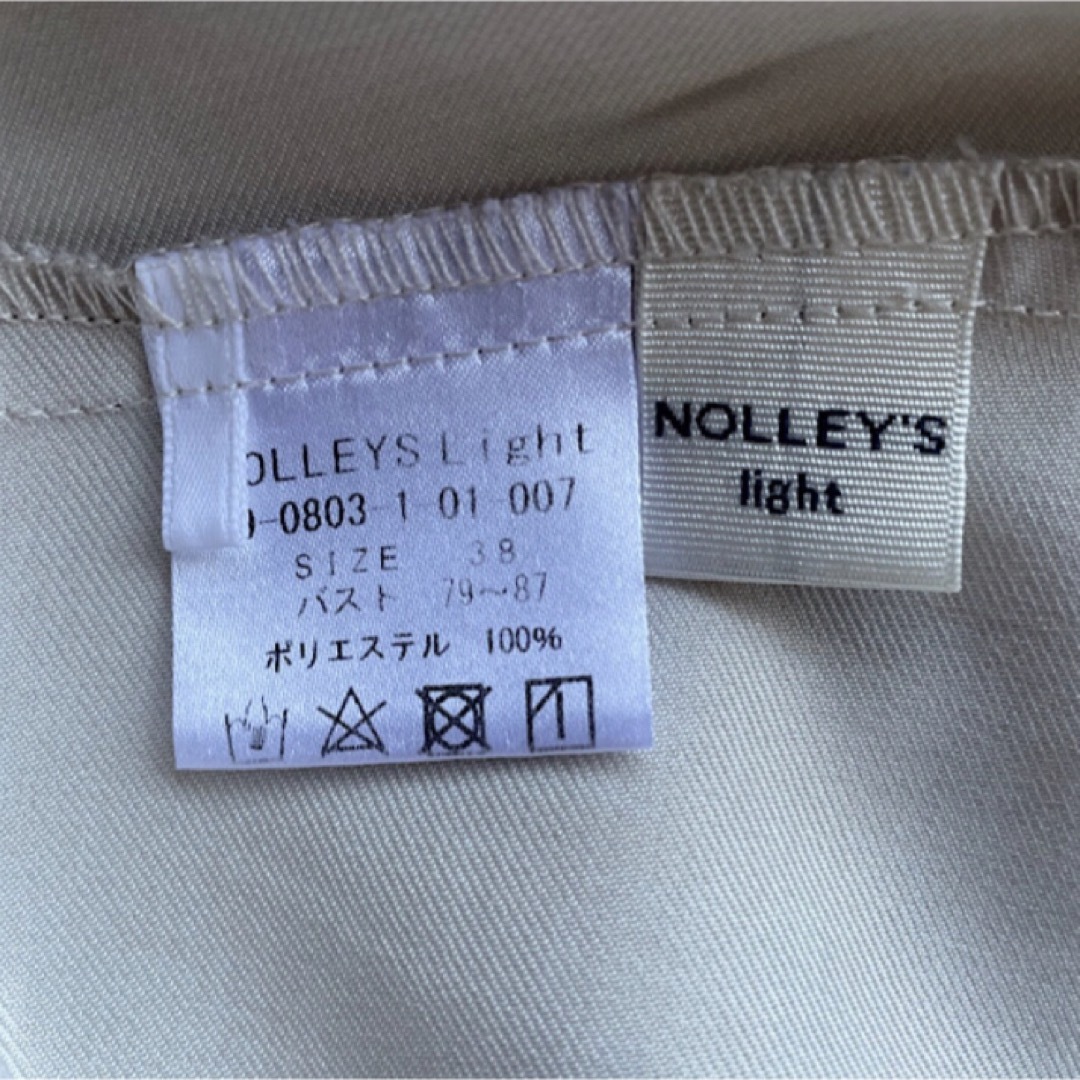 OLLEYS Light
-0803-1 01-007
SIZE 38
バスト 79~87
ポリエステル 100%
NOLLEY'S
light